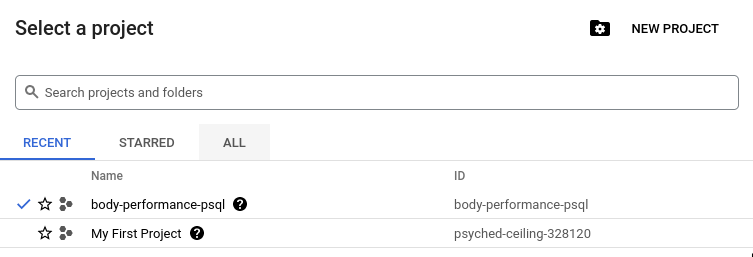 Select a project
NEW PROJECT
Search projects and folders
RECENT STARRED ALL
Name ID
body-performance-psql ? body-performance-psql
My First Project ? psyched-ceiling-328120